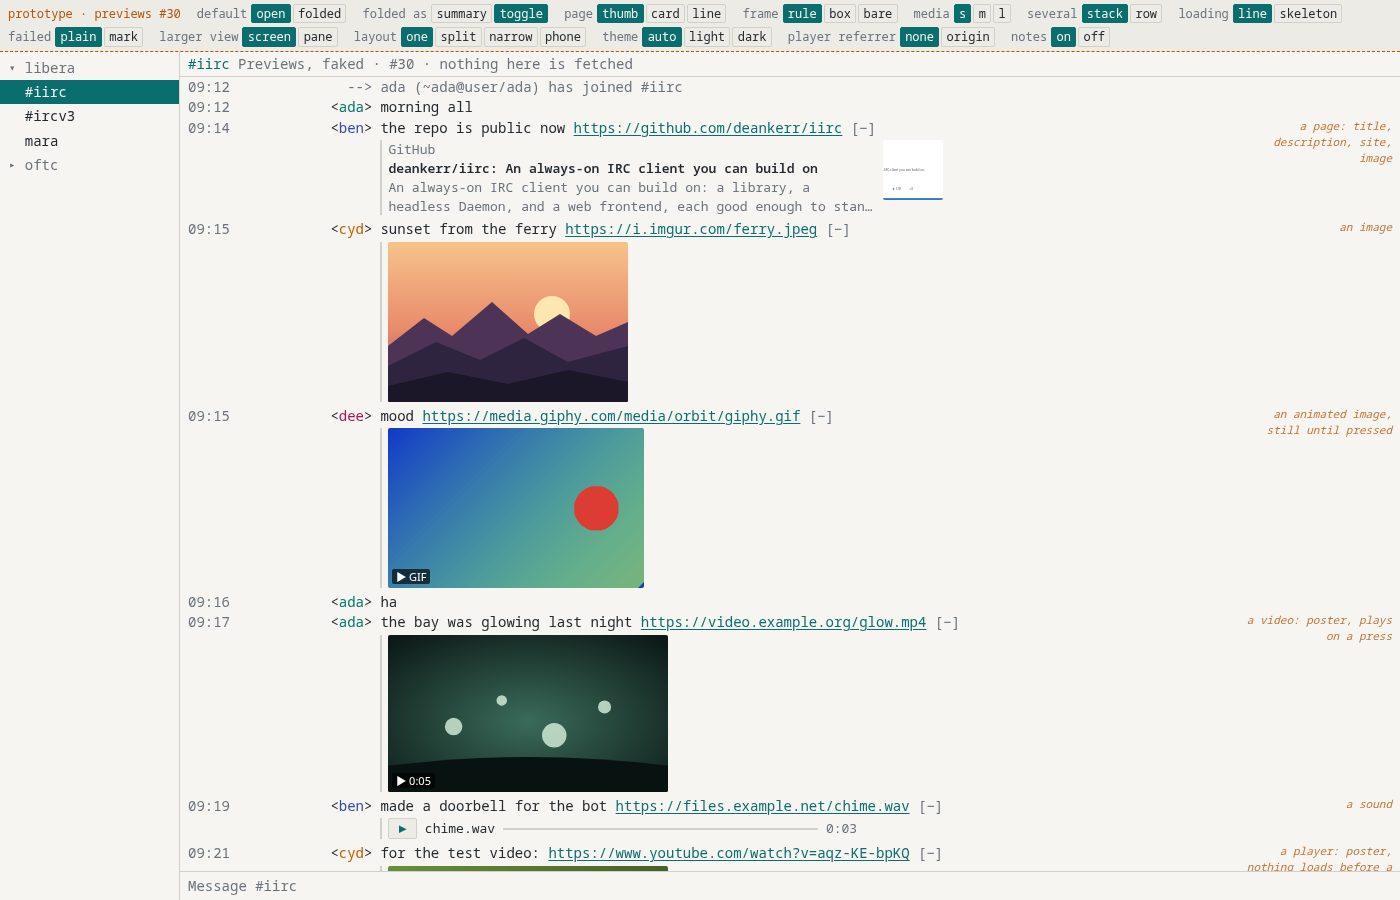 prototype · previews #30 default open folded folded as summary toggle page thumb card line frame rule box bare media s m l several stack row loading line skeleton
failed plain mark larger view screen pane layout one split narrow phone theme auto light dark player referrer none origin notes on off
▾ libera
#iirc
#ircv3
mara
▸ oftc
#iirc Previews, faked · #30 · nothing here is fetched
09:12 --> ada (~ada@user/ada) has joined #iirc
09:12 <ada> morning all
09:14 <ben> the repo is public now https://github.com/deankerr/iirc [−]
a page: title,
description, site,
image
GitHub
deankerr/iirc: An always-on IRC client you can build on
An always-on IRC client you can build on: a library, a
headless Daemon, and a web frontend, each good enough to stan…
09:15 <cyd> sunset from the ferry https://i.imgur.com/ferry.jpeg [−]
an image
09:15 <dee> mood https://media.giphy.com/media/orbit/giphy.gif [−]
an animated image,
still until pressed
▶ GIF
09:16 <ada> ha
09:17 <ada> the bay was glowing last night https://video.example.org/glow.mp4 [−]
a video: poster, plays
on a press
▶ 0:05
09:19 <ben> made a doorbell for the bot https://files.example.net/chime.wav [−]
a sound
▶ chime.wav 0:03
09:21 <cyd> for the test video: https://www.youtube.com/watch?v=aqz-KE-bpKQ [−]
a player: poster,
nothing loads before a
Message #iirc